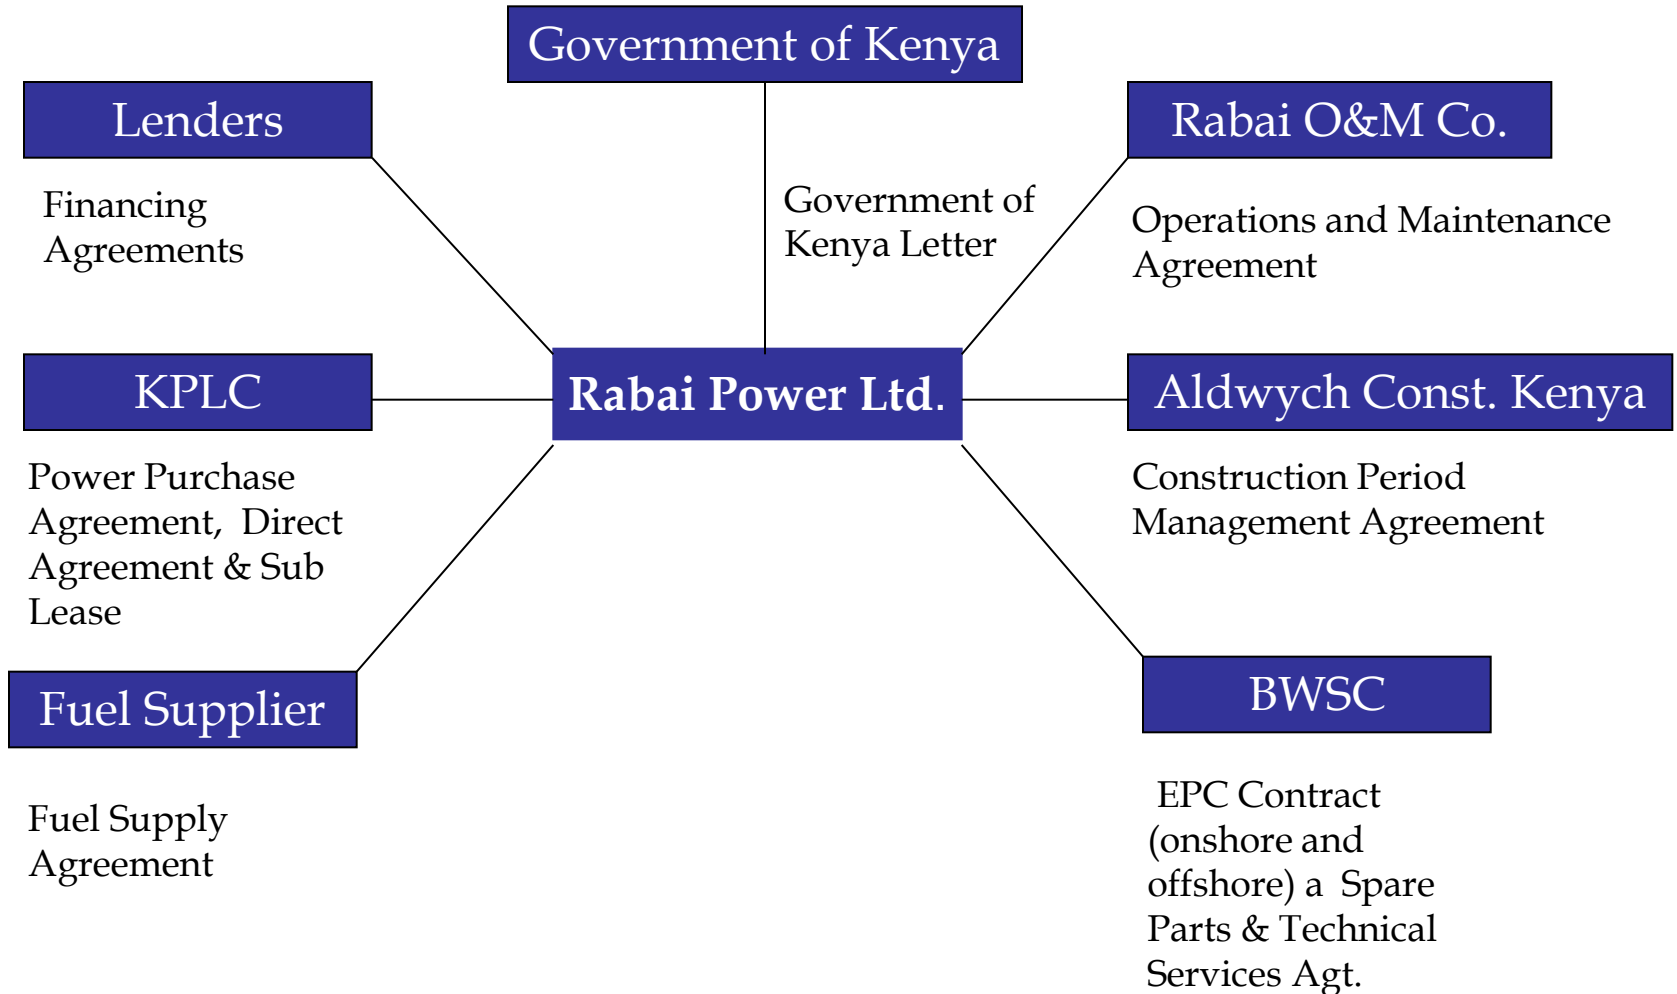 Government of Kenya
Lenders
Rabai O&M Co.
Financing
Agreements
Government of
Kenya Letter
Operations and Maintenance
Agreement
KPLC
Rabai Power Ltd.
Aldwych Const. Kenya
Power Purchase
Agreement,  Direct
Agreement & Sub
Lease
Construction Period
Management Agreement
Fuel Supplier
BWSC
Fuel Supply
Agreement
EPC Contract
(onshore and
offshore) a  Spare
Parts & Technical
Services Agt.